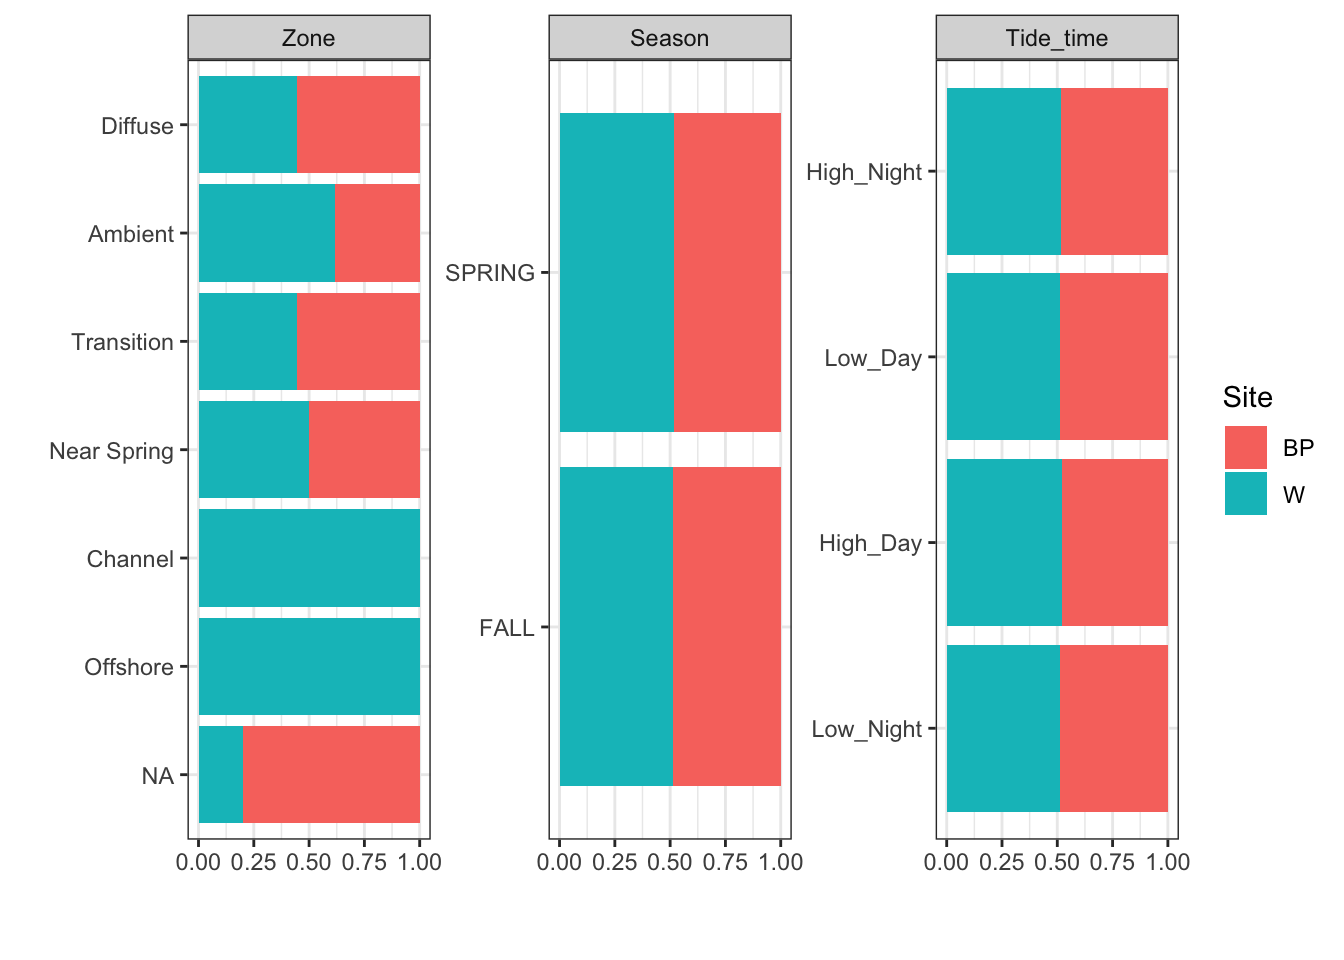 Zone
Season
Tide_time
Diffuse
Ambient
Transition
Near Spring
Channel
Offshore
NA
0.00 0.25 0.50 0.75 1.00
SPRING
FALL
0.00 0.25 0.50 0.75 1.00
High_Night
Low_Day
High_Day
Low_Night
0.00 0.25 0.50 0.75 1.00
Site
BP
W